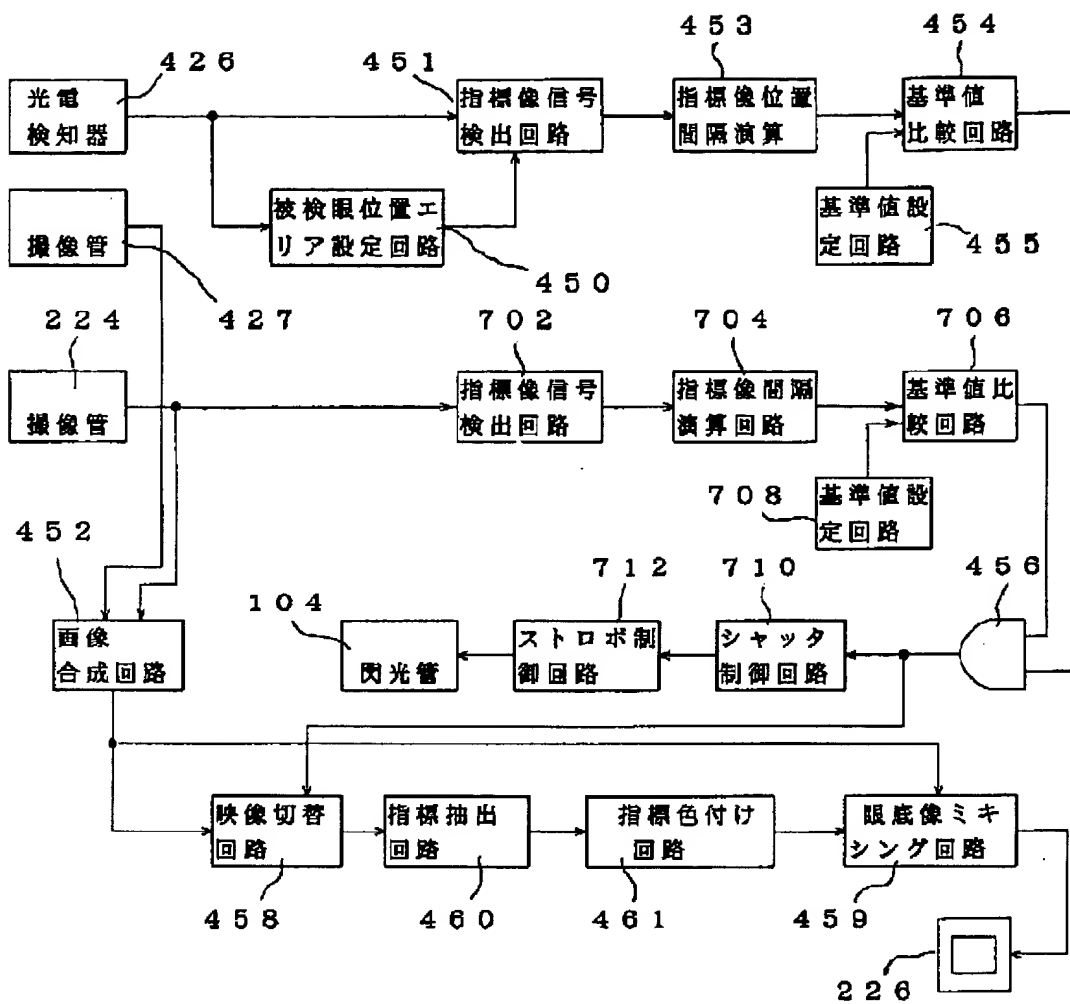 453
454
426
451
光電
検知器
指標像信号
検出回路
指標像位置
間隔演算
基準値
比較回路
被検眼位置エ
リア設定回路
基準値設
定回路
撮像管
455
450
427
224
702
704
706
撮像管
指標像信号
検出回路
指標像間隔
演算回路
基準値比
較回路
708
基準値設
定回路
452
712
710
456
104
画像
合成回路
閃光管
ストロボ制
御回路
シャッタ
制御回路
映像切替
回路
指標抽出
回路
指標色付け
回路
眼底像ミキ
シング回路
458
460
461
459
226